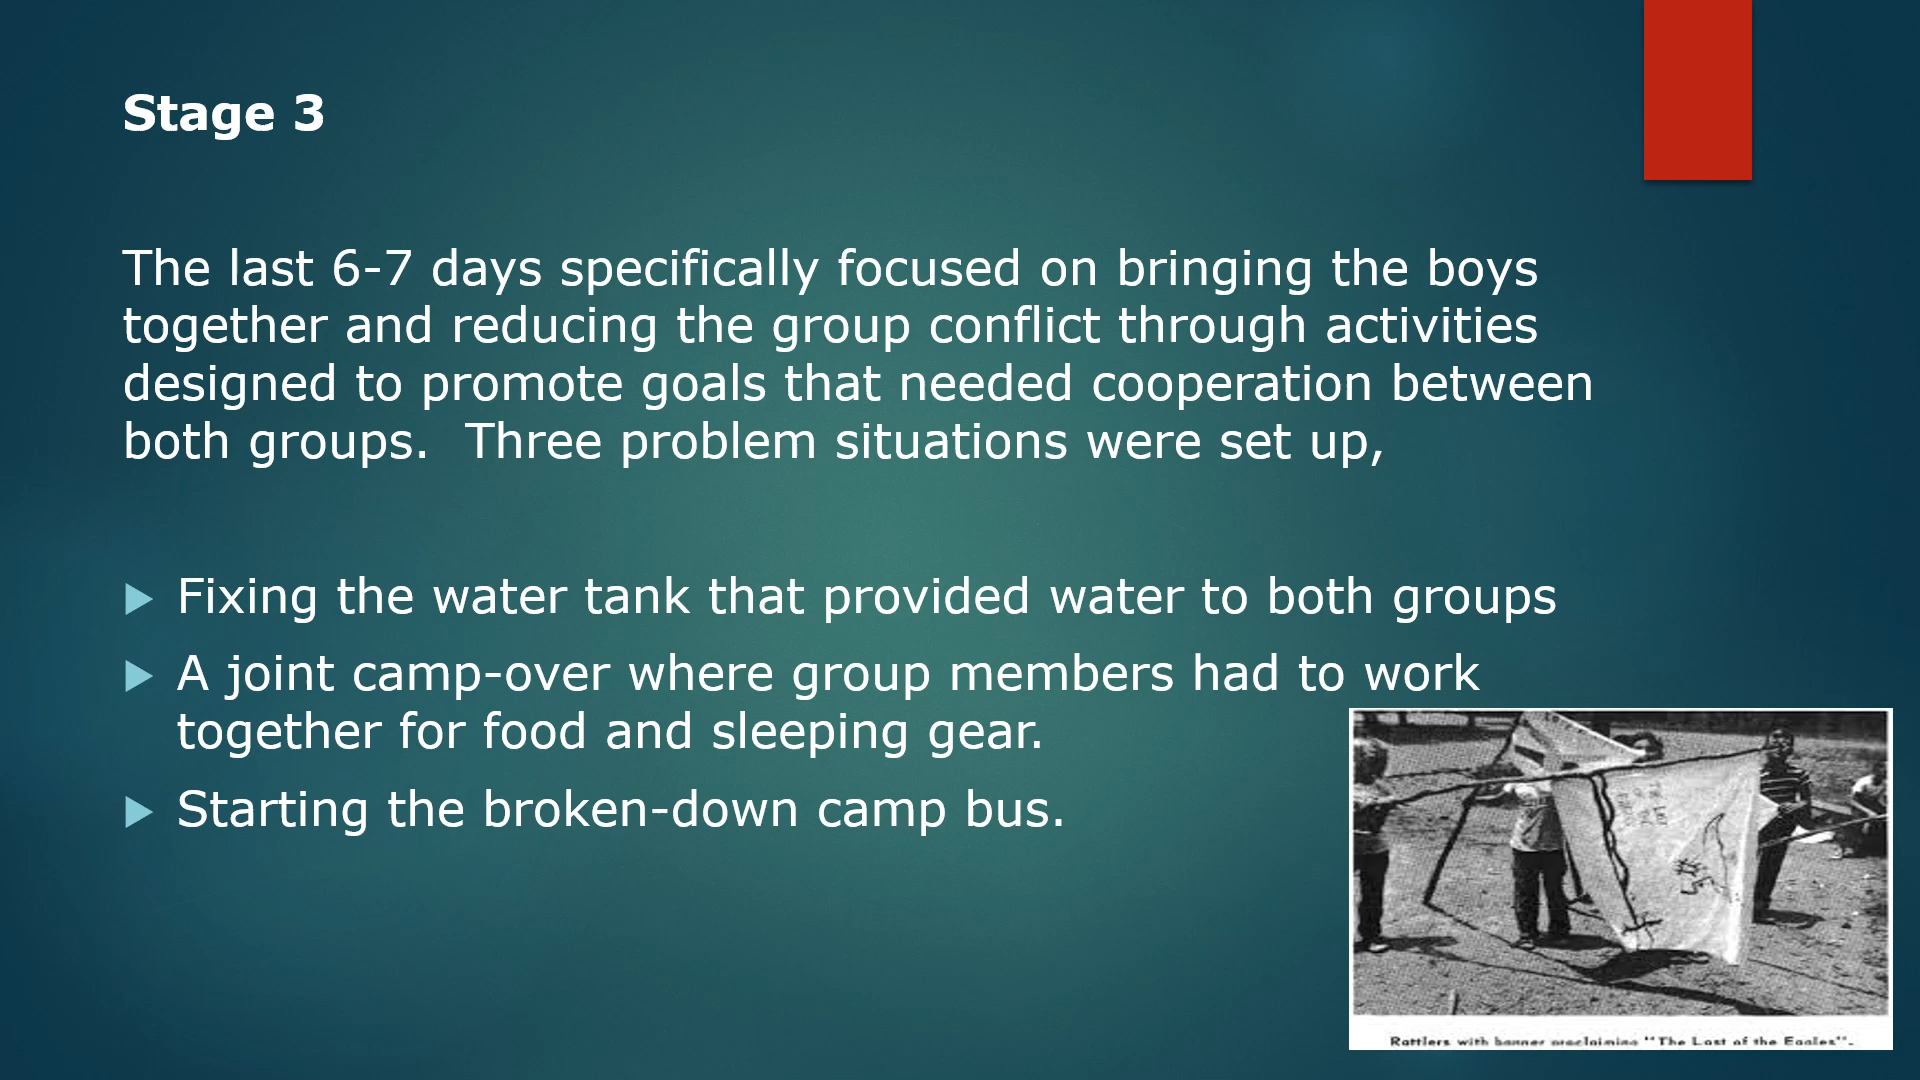 Stage 3
The last 6-7 days specifically focused on bringing the boys
together and reducing the group conflict through activities
designed to promote goals that needed cooperation between
both groups.  Three problem situations were set up,
Fixing the water tank that provided water to both groups
A joint camp-over where group members had to work
together for food and sleeping gear.
Starting the broken-down camp bus.
Rattlers with banner proclaiming "The Last of the Eagles".